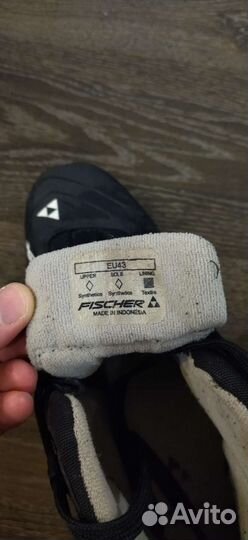 EU43
UPPER SOLE LINING
Synthetics Synthetics Textile
FISCHER
MADE IN INDONESIA
Avito